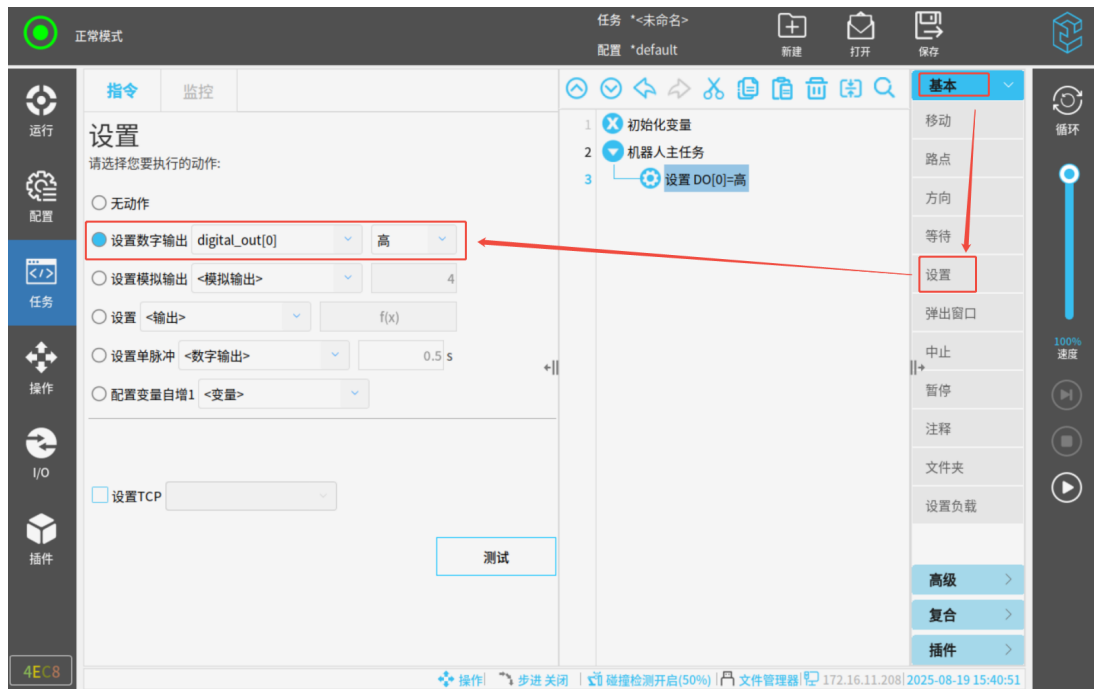 正常模式
任务 *<未命名>
配置 *default
新建
打开
保存
运行
配置
任务
操作
I/O
插件
4EC8
指令
监控
设置
请选择您要执行的动作:
无动作
设置数字输出 digital_out[0] 高
设置模拟输出 <模拟输出> 4
设置 <输出> f(x)
设置单脉冲 <数字输出> 0.5 s
配置变量自增1 <变量>
设置TCP
测试
1 初始化变量
2 机器人主任务
3 设置 DO[0]=高
基本
移动
路点
方向
等待
设置
弹出窗口
中止
暂停
注释
文件夹
设置负载
高级
复合
插件
循环
100%
速度
操作 步进 关闭 碰撞检测开启(50%) 文件管理器 172.16.11.208 2025-08-19 15:40:51